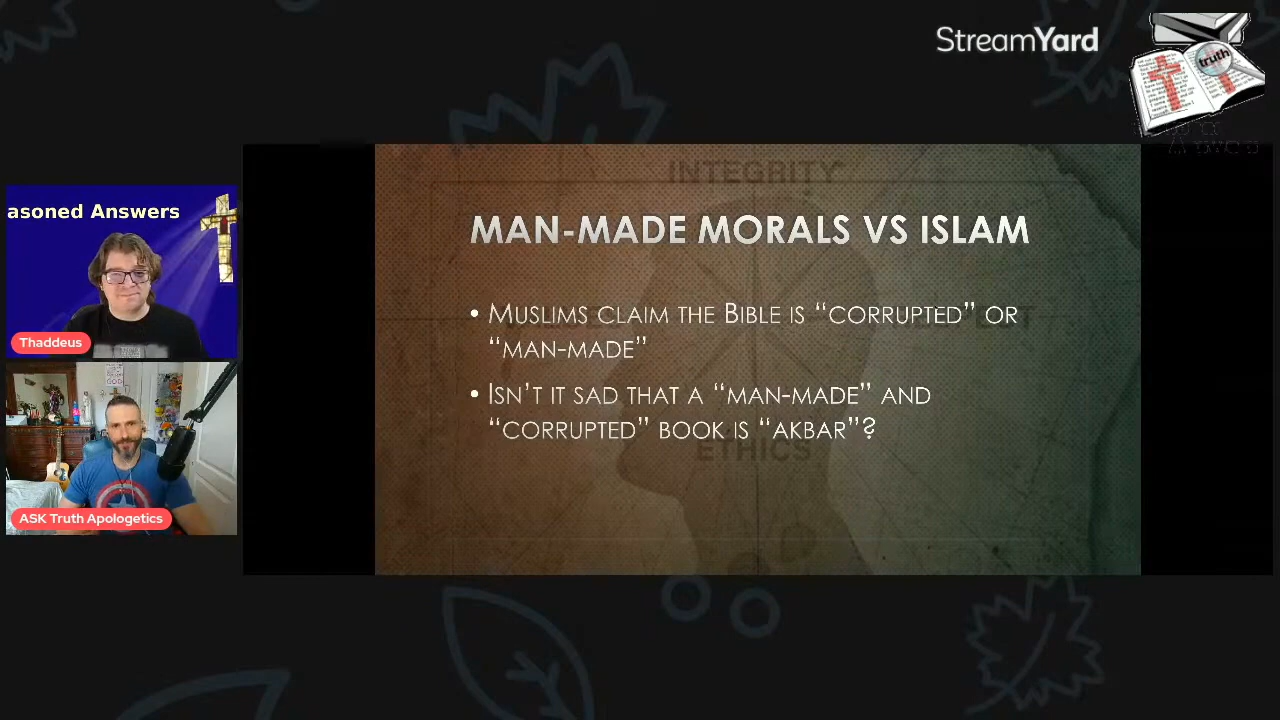 StreamYard
truth
asoned Answers
Thaddeus
ASK Truth Apologetics
INTEGRITY
MAN-MADE MORALS VS ISLAM
• MUSLIMS CLAIM THE BIBLE IS “CORRUPTED” OR
“MAN-MADE”
• ISN’T IT SAD THAT A “MAN-MADE” AND
“CORRUPTED” BOOK IS “AKBAR”?
ETHICS